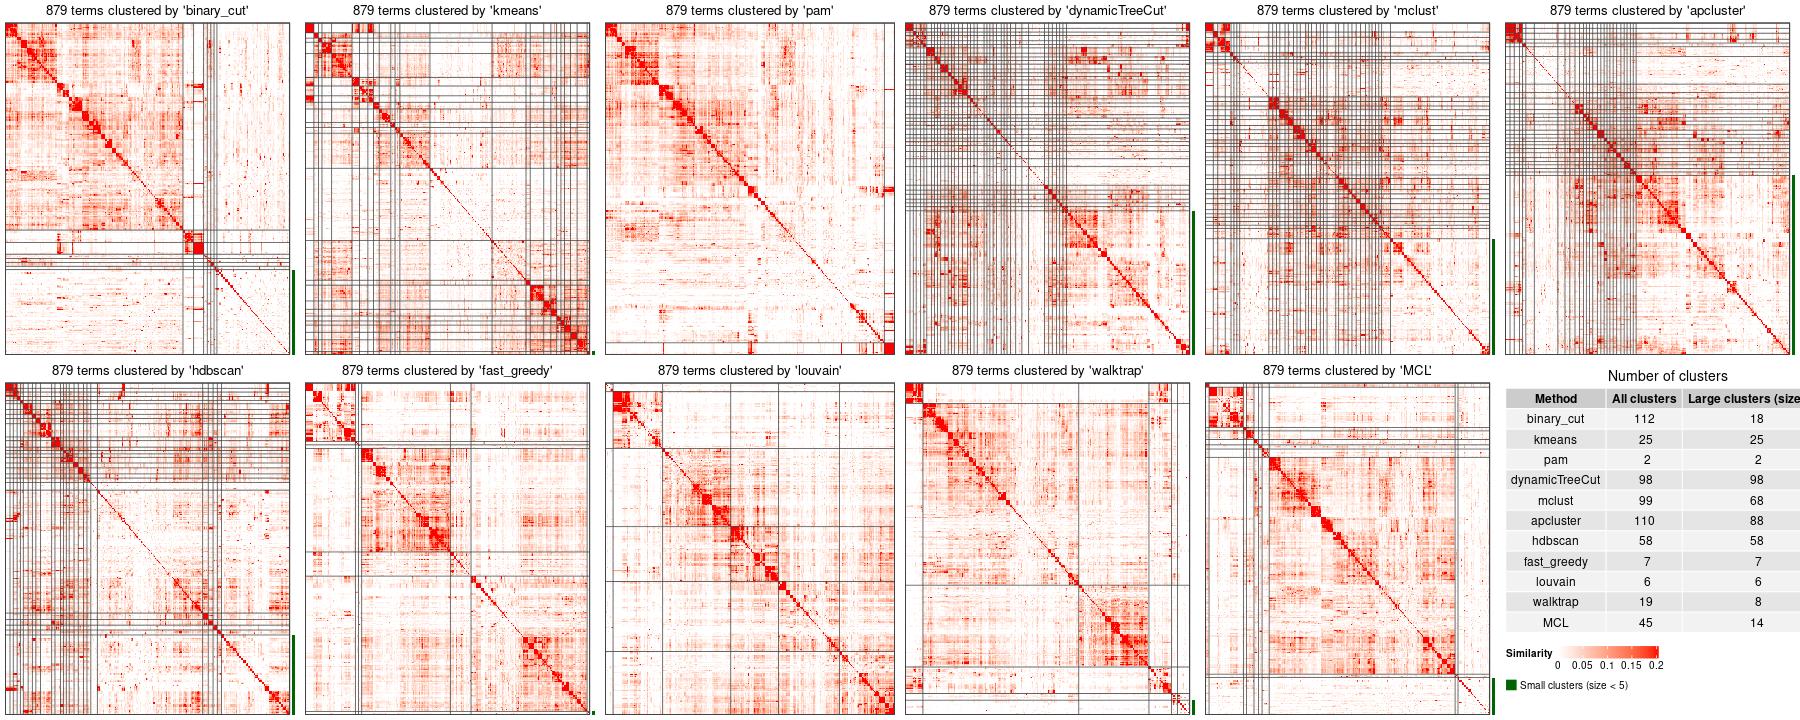 879 terms clustered by 'binary_cut'
879 terms clustered by 'kmeans'
879 terms clustered by 'pam'
879 terms clustered by 'dynamicTreeCut'
879 terms clustered by 'mclust'
879 terms clustered by 'apcluster'
879 terms clustered by 'hdbscan'
879 terms clustered by 'fast_greedy'
879 terms clustered by 'louvain'
879 terms clustered by 'walktrap'
879 terms clustered by 'MCL'
Number of clusters
Method All clusters Large clusters (size
binary_cut 112 18
kmeans 25 25
pam 2 2
dynamicTreeCut 98 98
mclust 99 68
apcluster 110 88
hdbscan 58 58
fast_greedy 7 7
louvain 6 6
walktrap 19 8
MCL 45 14
Similarity
0 0.05 0.1 0.15 0.2
Small clusters (size < 5)